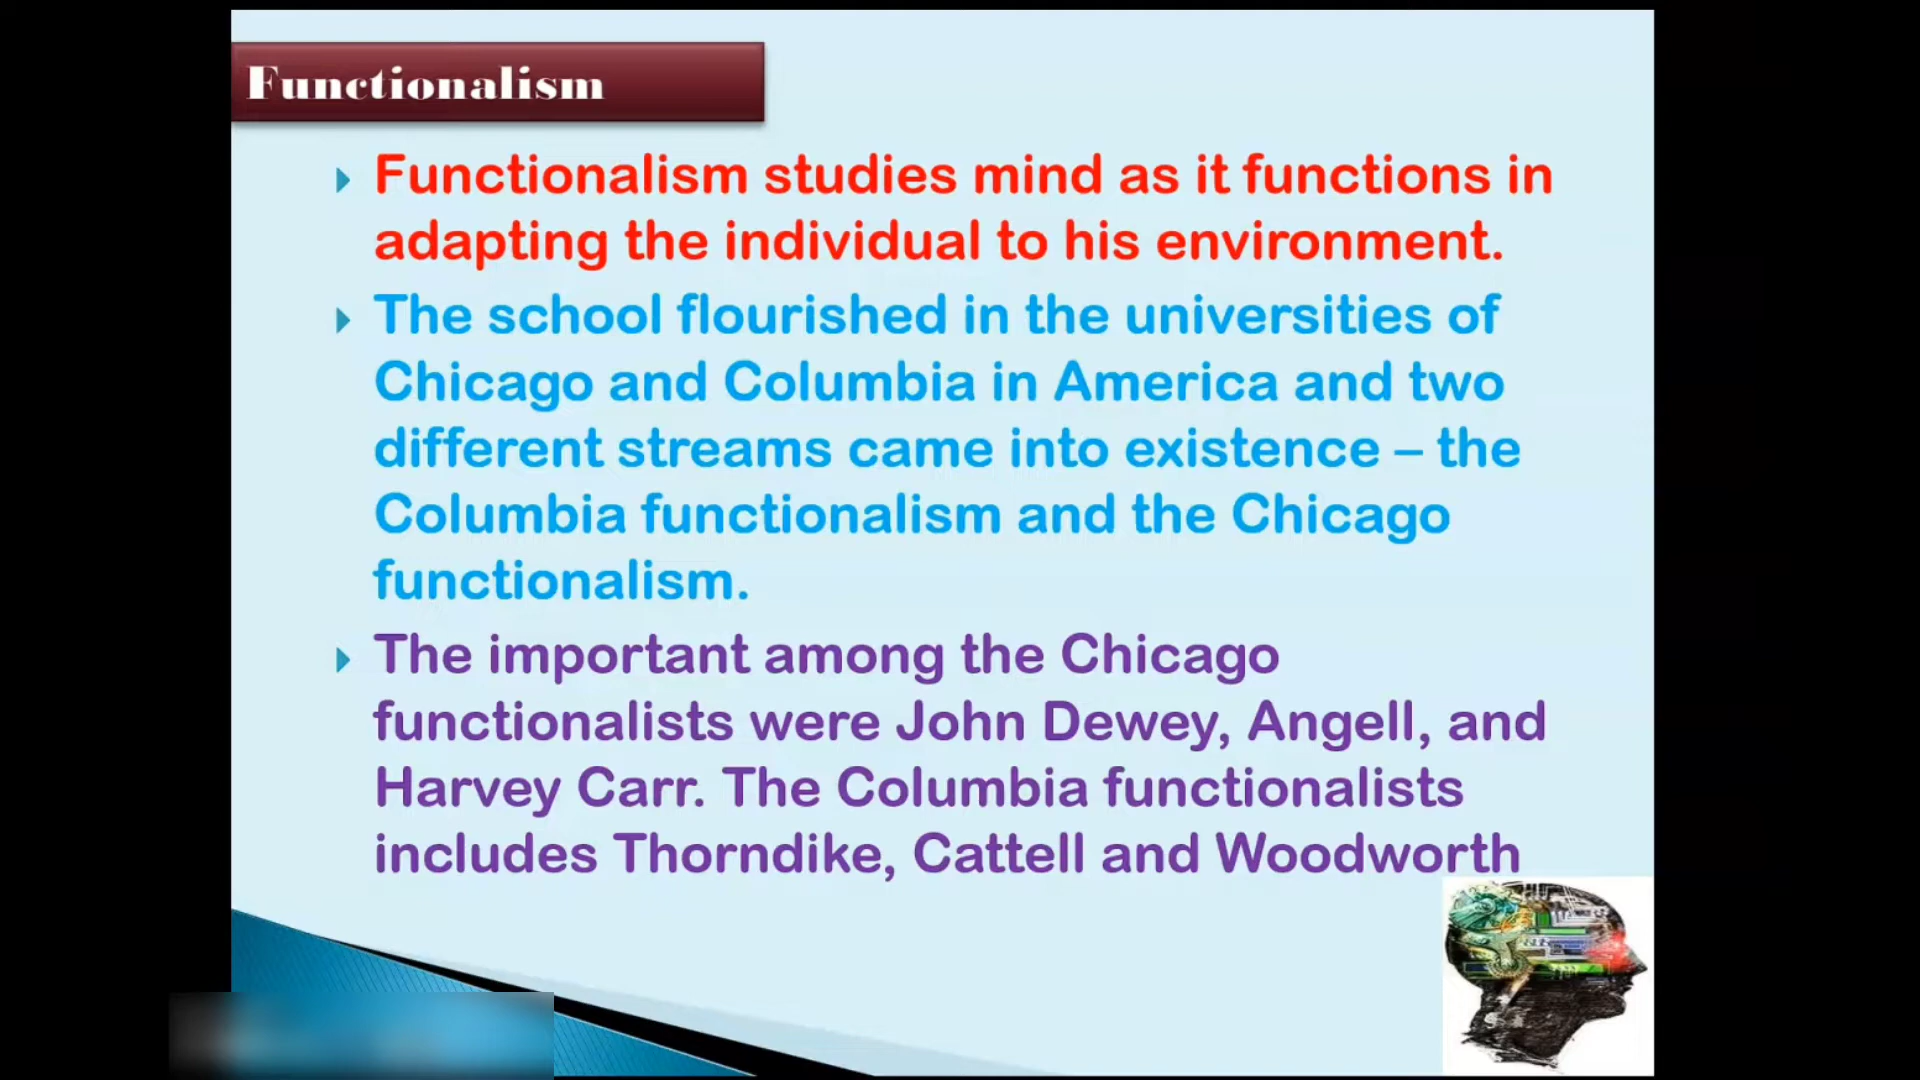 Functionalism
Functionalism studies mind as it functions in
adapting the individual to his environment.
The school flourished in the universities of
Chicago and Columbia in America and two
different streams came into existence – the
Columbia functionalism and the Chicago
functionalism.
The important among the Chicago
functionalists were John Dewey, Angell, and
Harvey Carr. The Columbia functionalists
includes Thorndike, Cattell and Woodworth